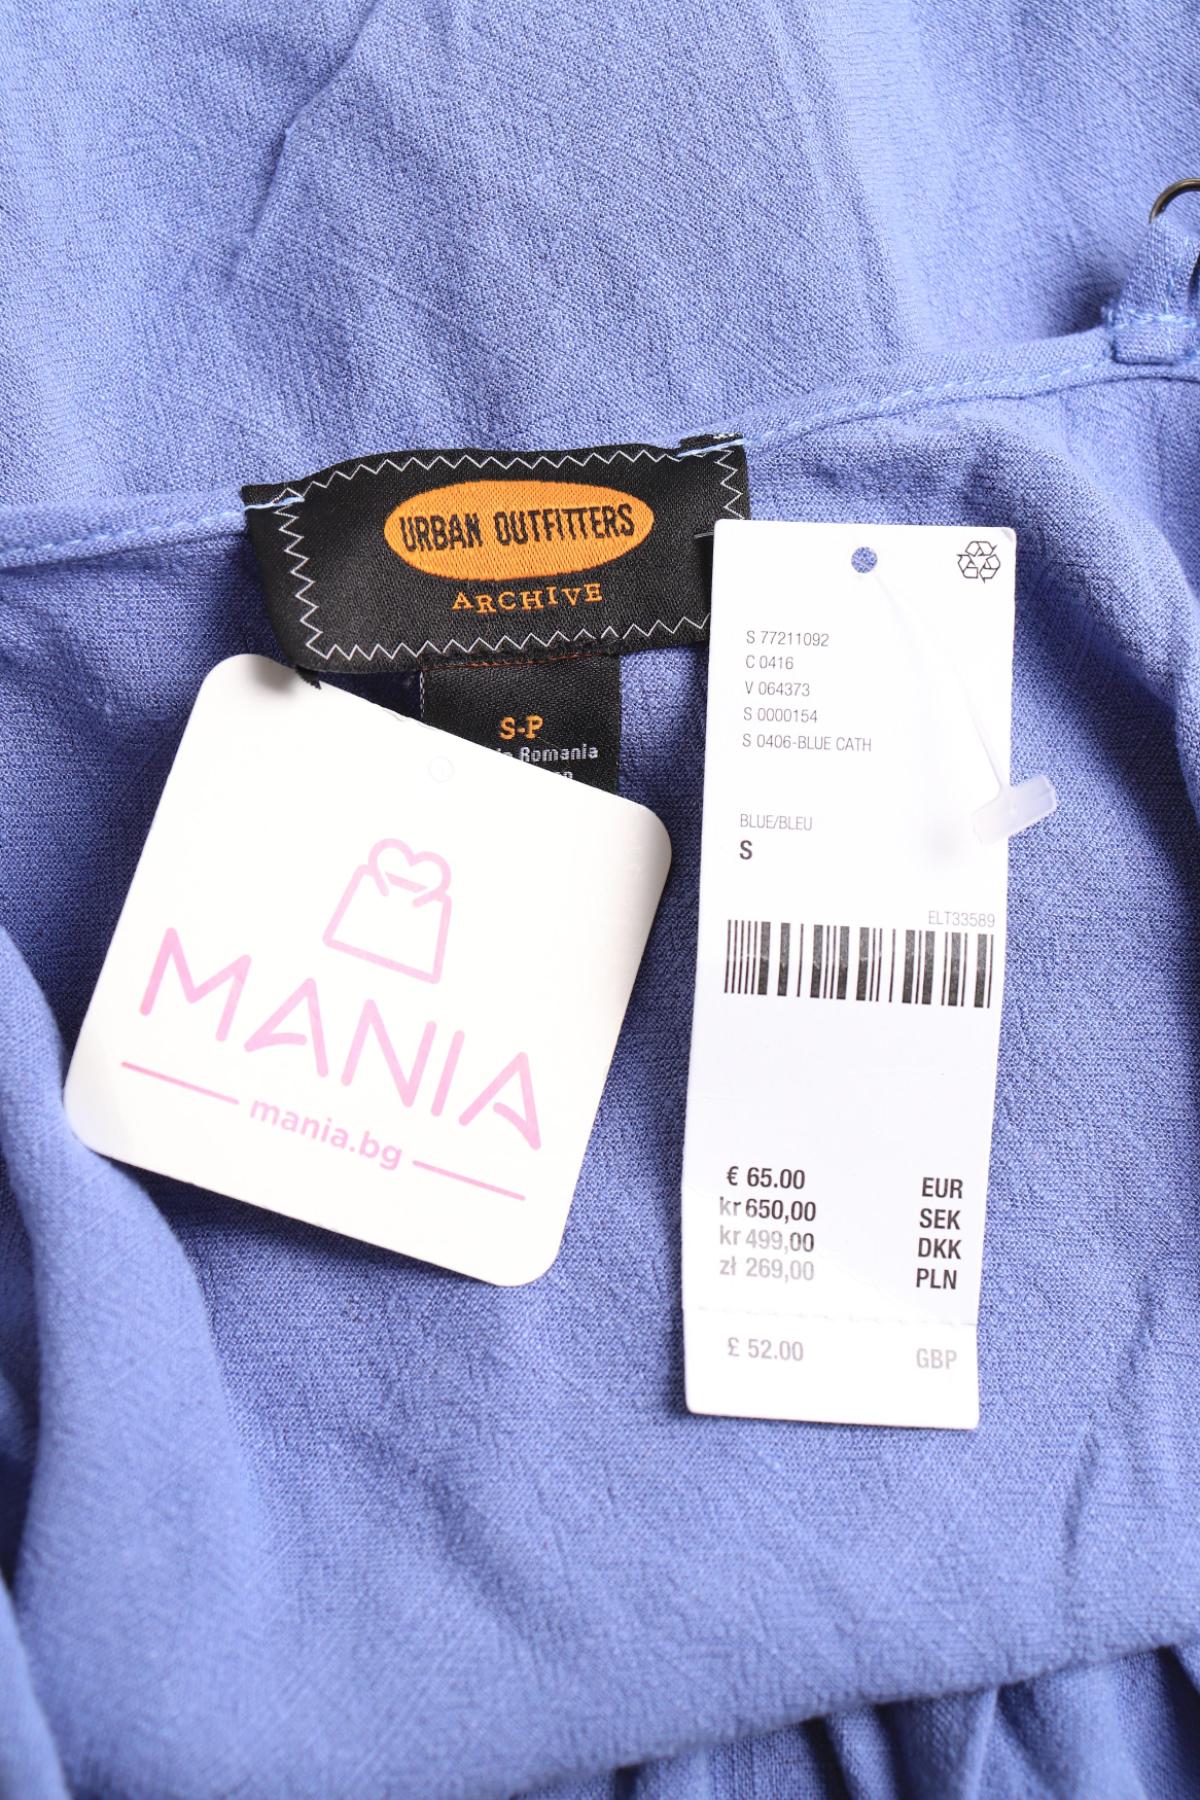 URBAN OUTFITTERS
ARCHIVE
S-P
Romania
MANIA
mania.bg
S 77211092
C 0416
V 064373
S 0000154
S 0406-BLUE CATH
BLUE/BLEU
S
ELT33589
€ 65.00 EUR
kr 650,00 SEK
kr 499,00 DKK
zł 269,00 PLN
£ 52.00 GBP